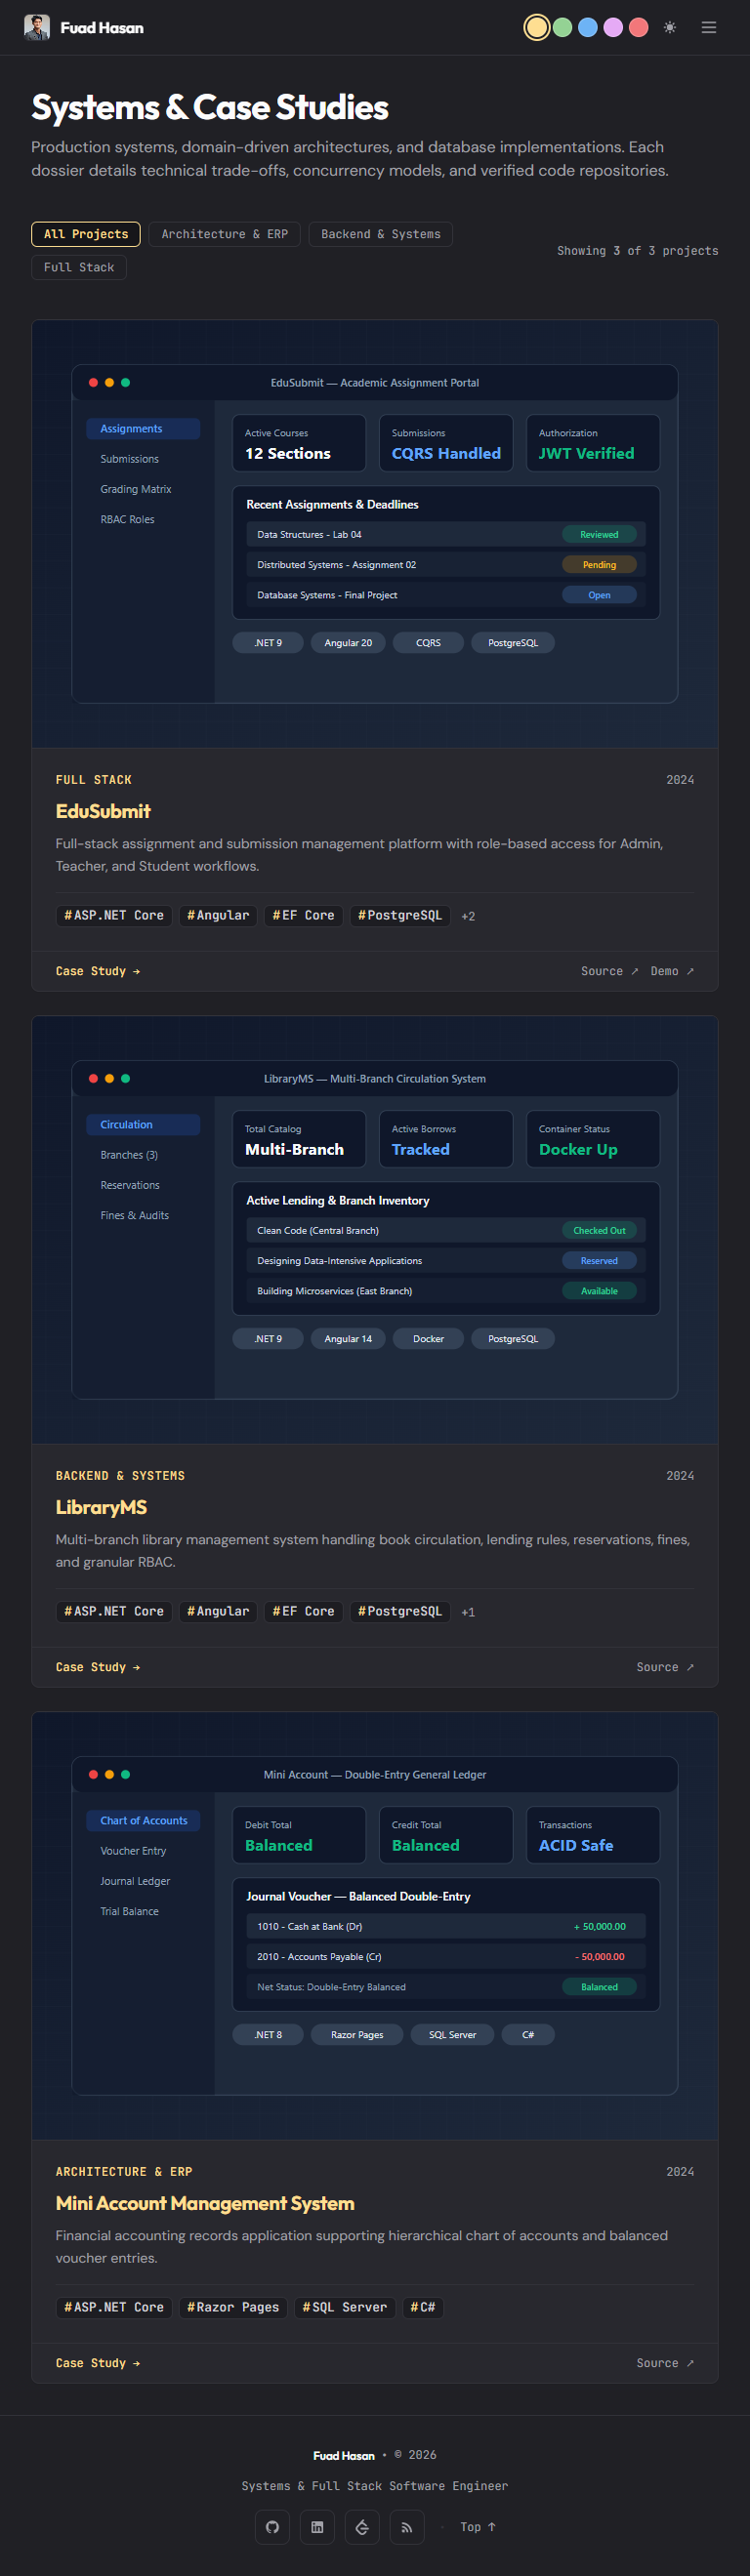 Fuad Hasan
Systems & Case Studies
Production systems, domain-driven architectures, and database implementations. Each
dossier details technical trade-offs, concurrency models, and verified code repositories.
All Projects
Architecture & ERP
Backend & Systems
Full Stack
Showing 3 of 3 projects
EduSubmit — Academic Assignment Portal
Assignments
Submissions
Grading Matrix
RBAC Roles
Active Courses
12 Sections
Submissions
CQRS Handled
Authorization
JWT Verified
Recent Assignments & Deadlines
Data Structures - Lab 04 Reviewed
Distributed Systems - Assignment 02 Pending
Database Systems - Final Project Open
.NET 9 Angular 20 CQRS PostgreSQL
FULL STACK 2024
EduSubmit
Full-stack assignment and submission management platform with role-based access for Admin,
Teacher, and Student workflows.
#ASP.NET Core #Angular #EF Core #PostgreSQL +2
Case Study → Source ↗ Demo ↗
LibraryMS — Multi-Branch Circulation System
Circulation
Branches (3)
Reservations
Fines & Audits
Total Catalog
Multi-Branch
Active Borrows
Tracked
Container Status
Docker Up
Active Lending & Branch Inventory
Clean Code (Central Branch) Checked Out
Designing Data-Intensive Applications Reserved
Building Microservices (East Branch) Available
.NET 9 Angular 14 Docker PostgreSQL
BACKEND & SYSTEMS 2024
LibraryMS
Multi-branch library management system handling book circulation, lending rules, reservations, fines,
and granular RBAC.
#ASP.NET Core #Angular #EF Core #PostgreSQL +1
Case Study → Source ↗
Mini Account — Double-Entry General Ledger
Chart of Accounts
Voucher Entry
Journal Ledger
Trial Balance
Debit Total
Balanced
Credit Total
Balanced
Transactions
ACID Safe
Journal Voucher — Balanced Double-Entry
1010 - Cash at Bank (Dr) + 50,000.00
2010 - Accounts Payable (Cr) - 50,000.00
Net Status: Double-Entry Balanced Balanced
.NET 8 Razor Pages SQL Server C#
ARCHITECTURE & ERP 2024
Mini Account Management System
Financial accounting records application supporting hierarchical chart of accounts and balanced
voucher entries.
#ASP.NET Core #Razor Pages #SQL Server #C#
Case Study → Source ↗
Fuad Hasan • © 2026
Systems & Full Stack Software Engineer
Top ↑